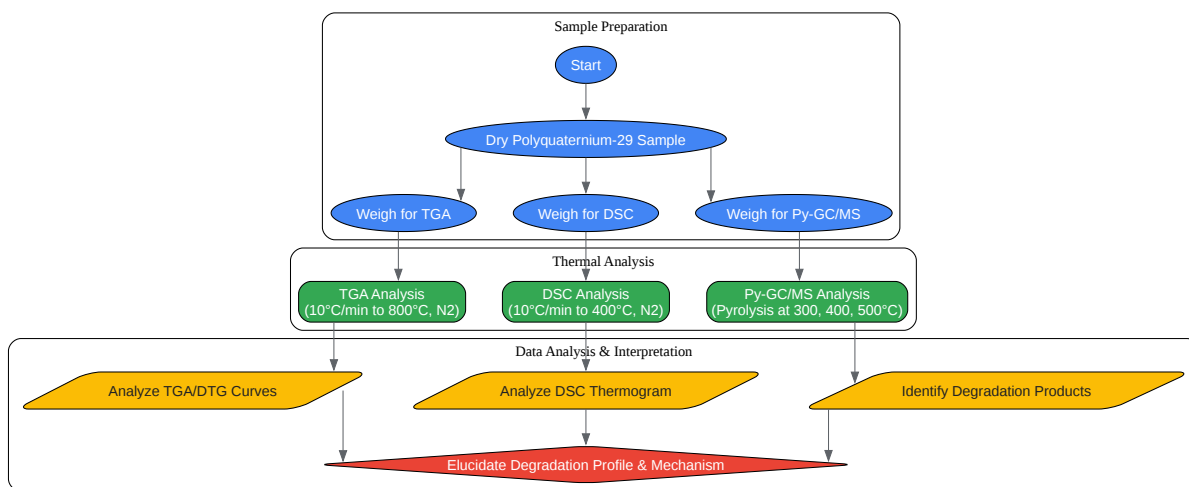 Sample Preparation
Start
Dry Polyquaternium-29 Sample
Weigh for TGA
Weigh for DSC
Weigh for Py-GC/MS
Thermal Analysis
TGA Analysis
(10°C/min to 800°C, N2)
DSC Analysis
(10°C/min to 400°C, N2)
Py-GC/MS Analysis
(Pyrolysis at 300, 400, 500°C)
Data Analysis & Interpretation
Analyze TGA/DTG Curves
Analyze DSC Thermogram
Identify Degradation Products
Elucidate Degradation Profile & Mechanism